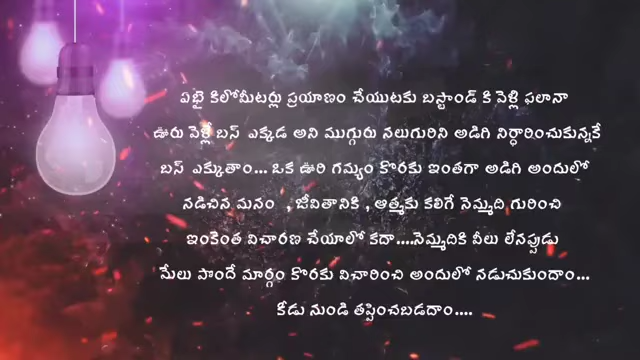 ఏభై కిలోమీటర్లు ప్రయాణం చేయుటకు బస్టాండ్ కి వెళ్లి ఫలానా
ఊరు వెళ్లే బస్ ఎక్కడ అని ముగ్గురు నలుగురిని అడిగి నిర్ధారించుకున్నకే
బస్ ఎక్కుతాం... ఒక ఊరి గమ్యం కొరకు ఇంతగా అడిగి అందులో
నడిచిన మనం , జీవితానికి , ఆత్మకు కలిగే నెమ్మది గురించి
ఇంకెంత విచారణ చేయాలో కదా....నెమ్మదికి వీలు లేనప్పుడు
మేలు పొందే మార్గం కొరకు విచారించి అందులో నడుచుకుందాం...
కీడు నుండి తప్పించబడదాం....